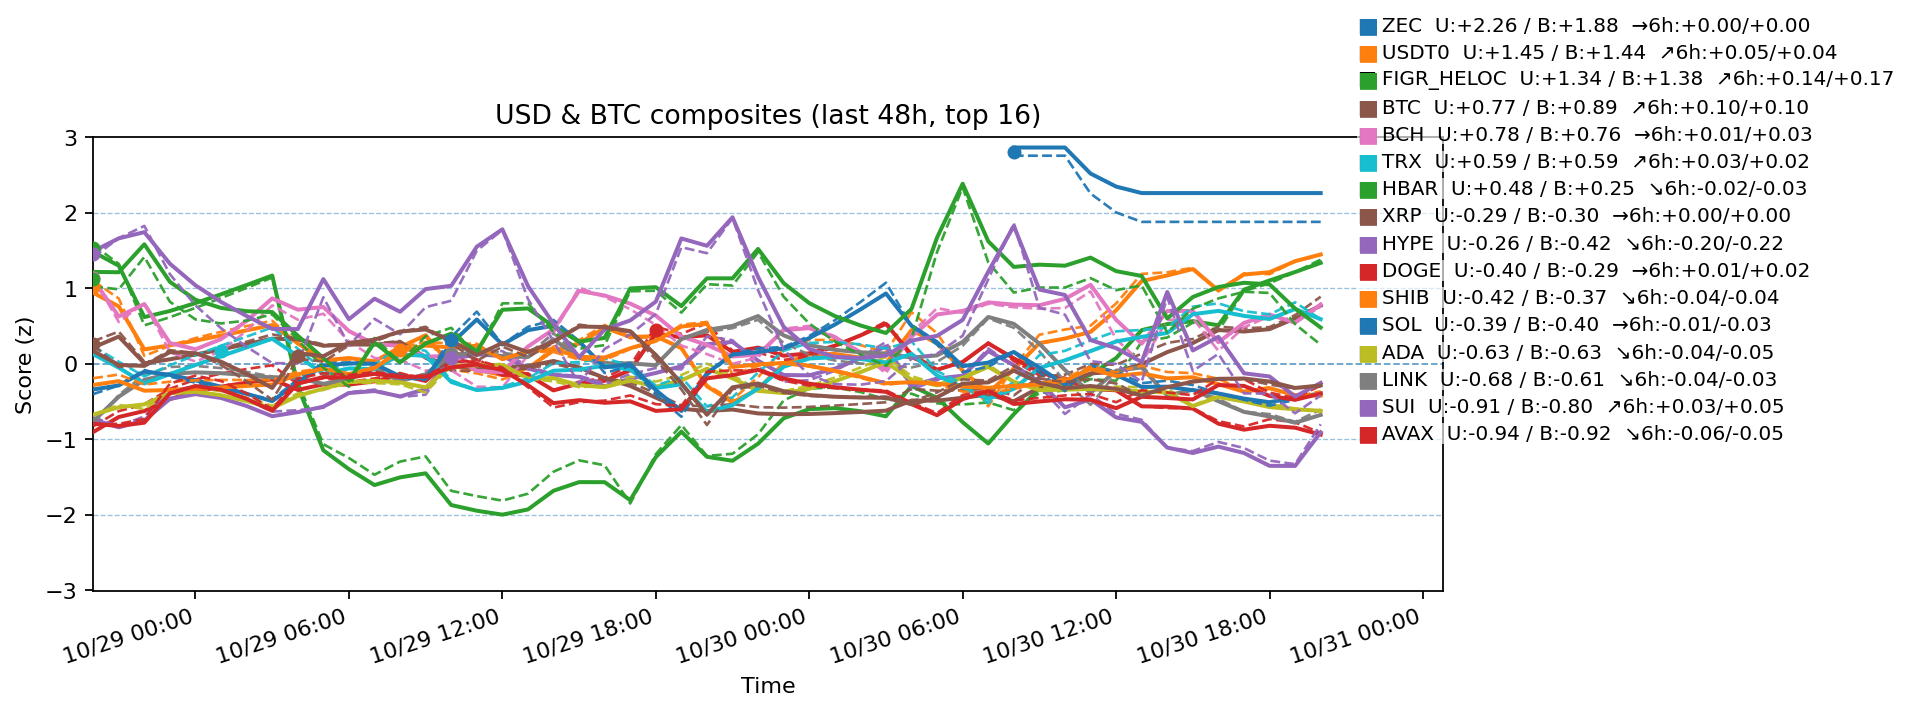 ZEC  U:+2.26 / B:+1.88  →6h:+0.00/+0.00
USDT0  U:+1.45 / B:+1.44  ↗6h:+0.05/+0.04
FIGR_HELOC  U:+1.34 / B:+1.38  ↗6h:+0.14/+0.17
BTC  U:+0.77 / B:+0.89  ↗6h:+0.10/+0.10
BCH  U:+0.78 / B:+0.76  →6h:+0.01/+0.03
TRX  U:+0.59 / B:+0.59  ↗6h:+0.03/+0.02
HBAR  U:+0.48 / B:+0.25  ↘6h:-0.02/-0.03
XRP  U:-0.29 / B:-0.30  →6h:+0.00/+0.00
HYPE  U:-0.26 / B:-0.42  ↘6h:-0.20/-0.22
DOGE  U:-0.40 / B:-0.29  →6h:+0.01/+0.02
SHIB  U:-0.42 / B:-0.37  ↘6h:-0.04/-0.04
SOL  U:-0.39 / B:-0.40  →6h:-0.01/-0.03
ADA  U:-0.63 / B:-0.63  ↘6h:-0.04/-0.05
LINK  U:-0.68 / B:-0.61  ↘6h:-0.04/-0.03
SUI  U:-0.91 / B:-0.80  ↗6h:+0.03/+0.05
AVAX  U:-0.94 / B:-0.92  ↘6h:-0.06/-0.05
USD & BTC composites (last 48h, top 16)
Score (z)
3
2
1
0
−1
−2
−3
10/29 00:00
10/29 06:00
10/29 12:00
10/29 18:00
10/30 00:00
10/30 06:00
10/30 12:00
10/30 18:00
10/31 00:00
Time